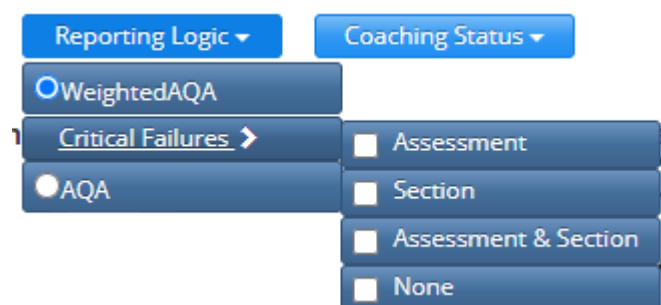 Reporting Logic
Coaching Status
WeightedAQA
Critical Failures
AQA
Assessment
Section
Assessment & Section
None